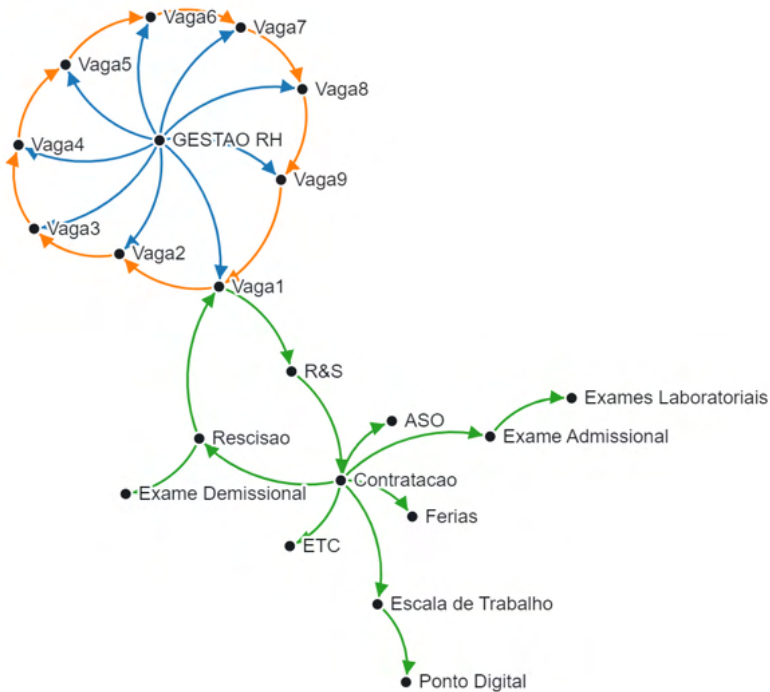 Vaga6
Vaga7
Vaga5
Vaga8
GESTAO RH
Vaga4
Vaga9
Vaga3
Vaga2
Vaga1
R&S
Exames Laboratoriais
ASO
Exame Admissional
Rescisao
Contratacao
Exame Demissional
Ferias
ETC
Escala de Trabalho
Ponto Digital